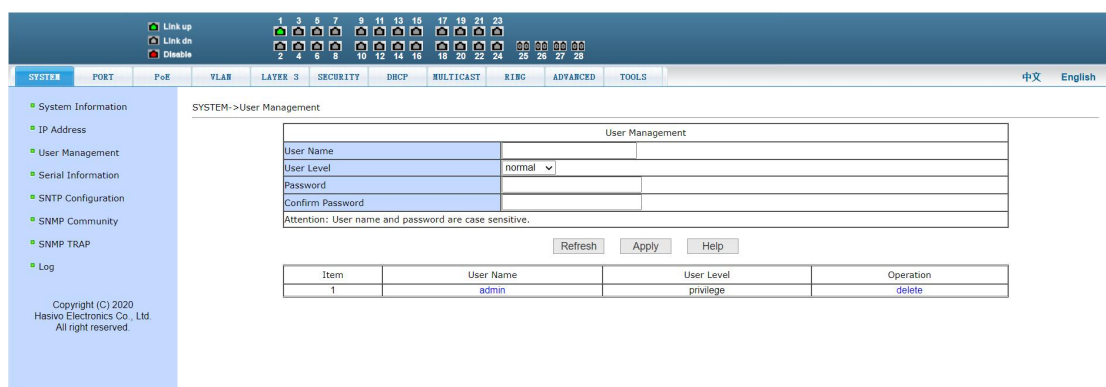 Link up
Link dn
Disable
1 3 5 7 9 11 13 15 17 19 21 23
2 4 6 8 10 12 14 16 18 20 22 24 25 26 27 28
SYSTEM PORT PoE VLAN LAYER 3 SECURITY DHCP MULTICAST RING ADVANCED TOOLS 中文 English
System Information
IP Address
User Management
Serial Information
SNTP Configuration
SNMP Community
SNMP TRAP
Log
Copyright (C) 2020
Hasivo Electronics Co., Ltd.
All right reserved.
SYSTEM->User Management
User Management
User Name
User Level normal
Password
Confirm Password
Attention: User name and password are case sensitive.
Refresh Apply Help
Item User Name User Level Operation
1 admin privilege delete